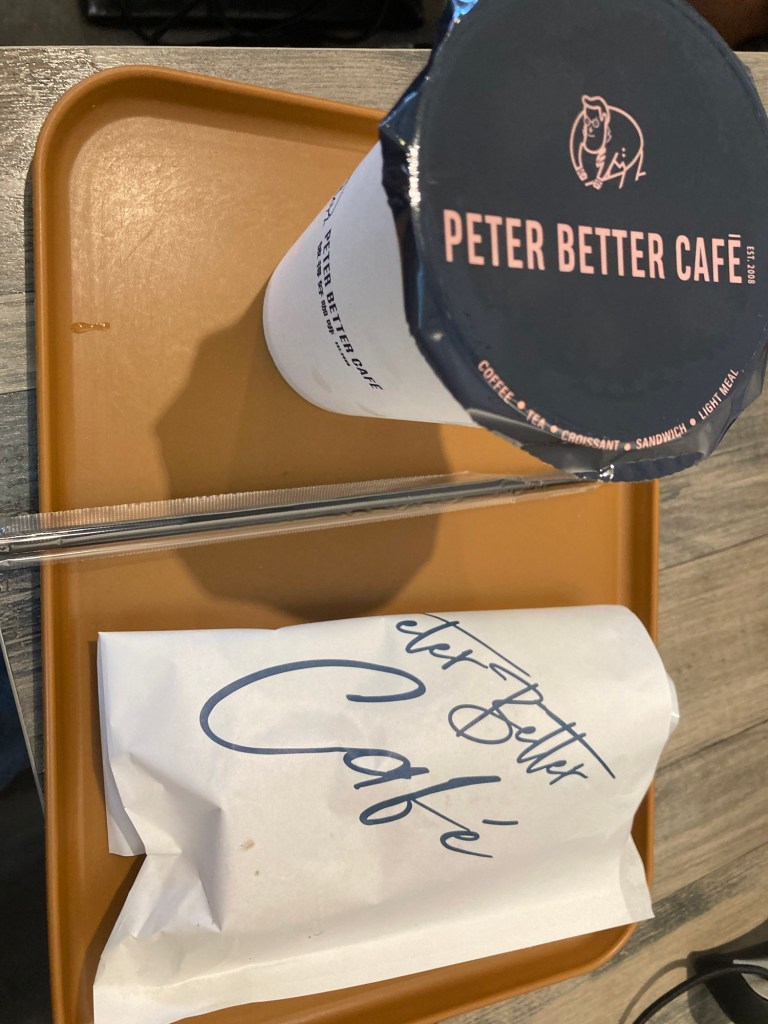 PETER BETTER CAFĒ
EST. 2008
COFFEE • TEA • CROISSANT • SANDWICH • LIGHT MEAL
PETER BETTER CAFÉ
eter Better
Café